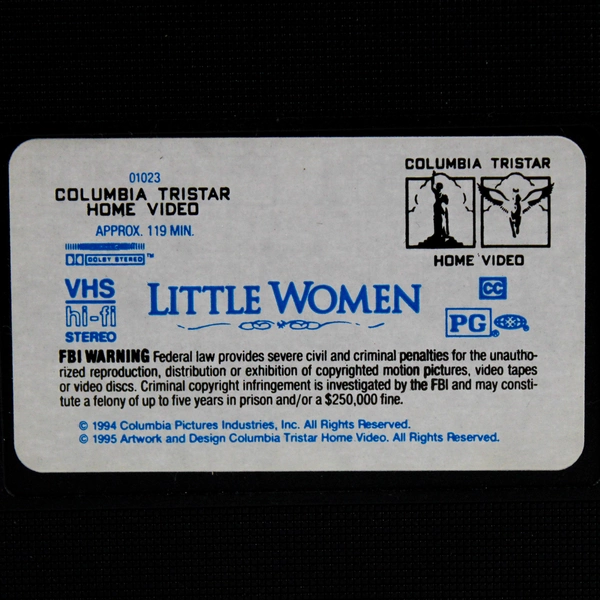 01023
COLUMBIA TRISTAR
HOME VIDEO
APPROX. 119 MIN.
DOLBY STEREO™
COLUMBIA TRISTAR
HOME VIDEO
VHS
hi-fi
STEREO
LITTLE WOMEN
CC
PG®
FBI WARNING Federal law provides severe civil and criminal penalties for the unautho-
rized reproduction, distribution or exhibition of copyrighted motion pictures, video tapes
or video discs. Criminal copyright infringement is investigated by the FBI and may consti-
tute a felony of up to five years in prison and/or a $250,000 fine.
© 1994 Columbia Pictures Industries, Inc. All Rights Reserved.
© 1995 Artwork and Design Columbia Tristar Home Video. All Rights Reserved.